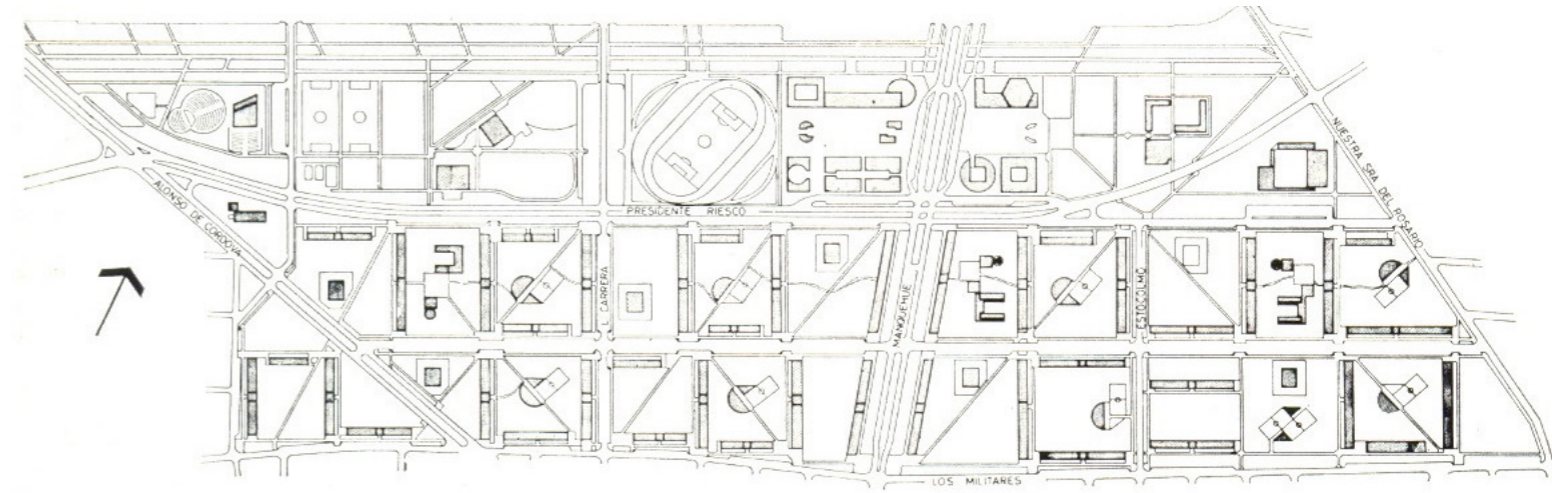 NUESTRA SRA DEL ROSARIO
ALONSO DE CORDOVA
PRESIDENTE RIESCO
CARRERA
MANQUEHUE
ESTOCOLMO
LOS MILITARES